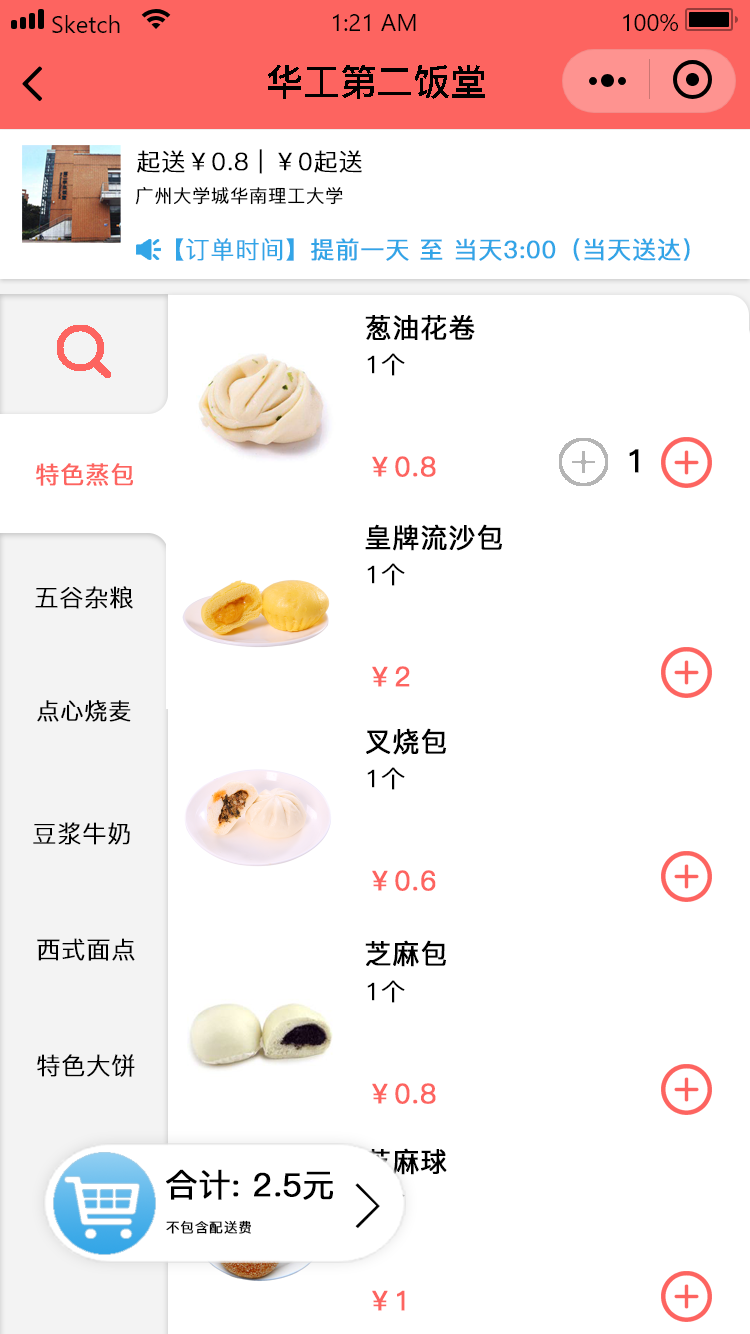 Sketch 1:21 AM 100%
华工第二饭堂
起送￥0.8｜￥0起送
广州大学城华南理工大学
【订单时间】提前一天 至 当天3:00（当天送达）
葱油花卷
1个
￥0.8
1
特色蒸包
皇牌流沙包
1个
￥2
五谷杂粮
点心烧麦
叉烧包
1个
￥0.6
豆浆牛奶
西式面点
芝麻包
1个
￥0.8
特色大饼
麻球
合计: 2.5元
不包含配送费
￥1